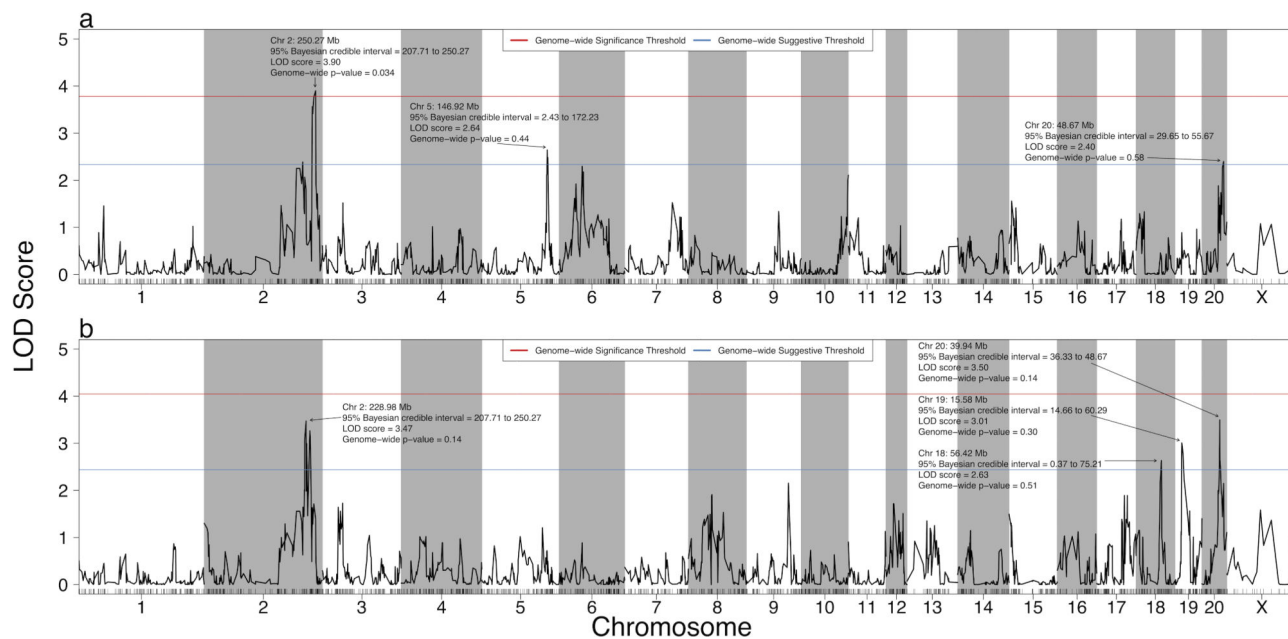 a
Chr 2: 250.27 Mb
95% Bayesian credible interval = 207.71 to 250.27
LOD score = 3.90
Genome−wide p−value = 0.034
Genome−wide Significance Threshold
Genome−wide Suggestive Threshold
Chr 5: 146.92 Mb
95% Bayesian credible interval = 2.43 to 172.23
LOD score = 2.64
Genome−wide p−value = 0.44
Chr 20: 48.67 Mb
95% Bayesian credible interval = 29.65 to 55.67
LOD score = 2.40
Genome−wide p−value = 0.58
5
4
3
2
1
0
1 2 3 4 5 6 7 8 9 10 11 12 13 14 15 16 17 18 19 20 X
LOD Score
b
Genome−wide Significance Threshold
Genome−wide Suggestive Threshold
Chr 2: 228.98 Mb
95% Bayesian credible interval = 207.71 to 250.27
LOD score = 3.47
Genome−wide p−value = 0.14
Chr 20: 39.94 Mb
95% Bayesian credible interval = 36.33 to 48.67
LOD score = 3.50
Genome−wide p−value = 0.14
Chr 19: 15.58 Mb
95% Bayesian credible interval = 14.66 to 60.29
LOD score = 3.01
Genome−wide p−value = 0.30
Chr 18: 56.42 Mb
95% Bayesian credible interval = 0.37 to 75.21
LOD score = 2.63
Genome−wide p−value = 0.51
5
4
3
2
1
0
1 2 3 4 5 6 7 8 9 10 11 12 13 14 15 16 17 18 19 20 X
Chromosome